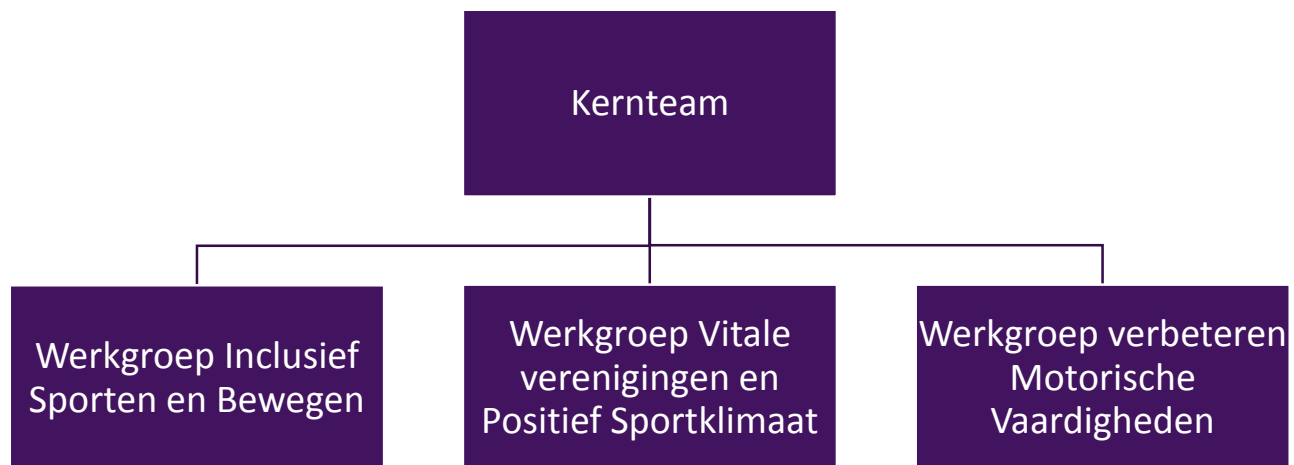 Kernteam
Werkgroep Inclusief
Sporten en Bewegen
Werkgroep Vitale
verenigingen en
Positief Sportklimaat
Werkgroep verbeteren
Motorische
Vaardigheden